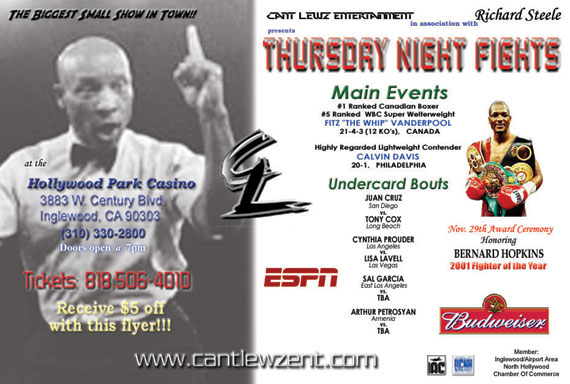 THE BIGGEST SMALL SHOW IN TOWN!!
at the
Hollywood Park Casino
3883 W. Century Blvd.
Inglewood, CA 90303
(310) 330-2800
Doors open @ 7pm
Tickets: 818.506-4010
Receive $5 off
with this flyer!!!
CL
CANT LEWZ ENTERTAINMENT in association with Richard Steele
presents
THURSDAY NIGHT FIGHTS
Main Events
#1 Ranked Canadian Boxer
#5 Ranked WBC Super Welterweight
FITZ "THE WHIP" VANDERPOOL
21-4-3 (12 KO's), CANADA
Highly Regarded Lightweight Contender
CALVIN DAVIS
20-1, PHILADELPHIA
Undercard Bouts
JUAN CRUZ
San Diego
vs.
TONY COX
Long Beach
CYNTHIA PROUDER
Los Angeles
vs.
LISA LAVELL
Las Vegas
SAL GARCIA
East Los Angeles
vs.
TBA
ARTHUR PETROSYAN
Armenia
vs.
TBA
ESPN
Nov. 29th Award Ceremony
Honoring
BERNARD HOPKINS
2001 Fighter of the Year
Budweiser
www.cantlewzent.com
IAC
Member:
Inglewood/Airport Area
North Hollywood
Chamber Of Commerce